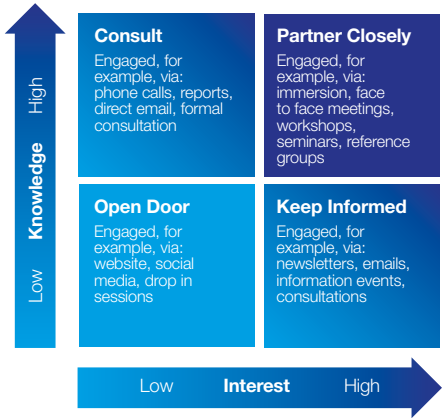 Consult
Engaged, for
example, via:
phone calls, reports,
direct email, formal
consultation
Partner Closely
Engaged, for
example, via:
immersion, face
to face meetings,
workshops,
seminars, reference
groups
Open Door
Engaged, for
example, via:
website, social
media, drop in
sessions
Keep Informed
Engaged, for
example, via:
newsletters, emails,
information events,
consultations
Low Knowledge High
Low Interest High